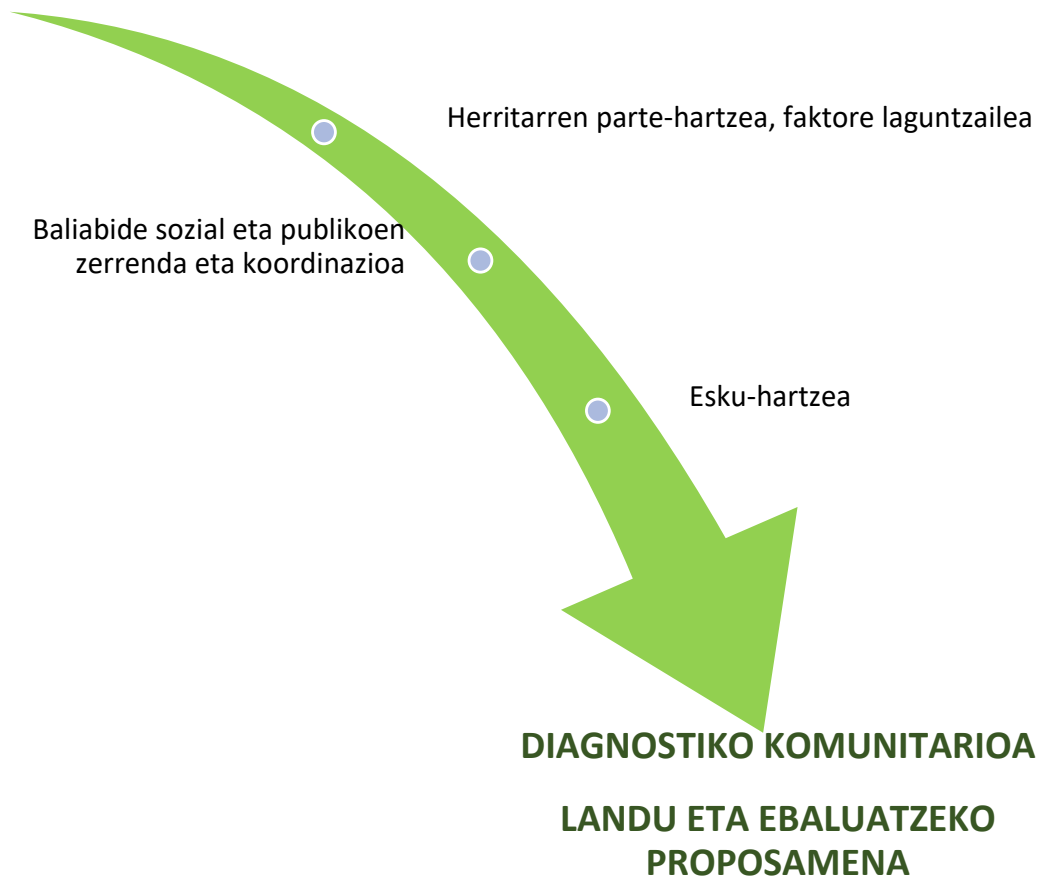 Herritarren parte-hartzea, faktore laguntzailea
Baliabide sozial eta publikoen
zerrenda eta koordinazioa
Esku-hartzea
DIAGNOSTIKO KOMUNITARIOA
LANDU ETA EBALUATZEKO
PROPOSAMENA